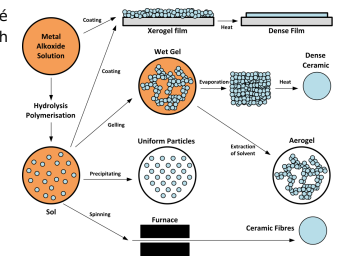 é
h
Coating
Metal
Alkoxide
Solution
Xerogel film
Heat
Dense Film
Coating
Wet Gel
Dense
Ceramic
Evaporation
Heat
Hydrolysis
Polymerisation
Gelling
Uniform Particles
Extraction
of Solvent
Aerogel
Precipitating
Sol
Spinning
Furnace
Ceramic Fibres